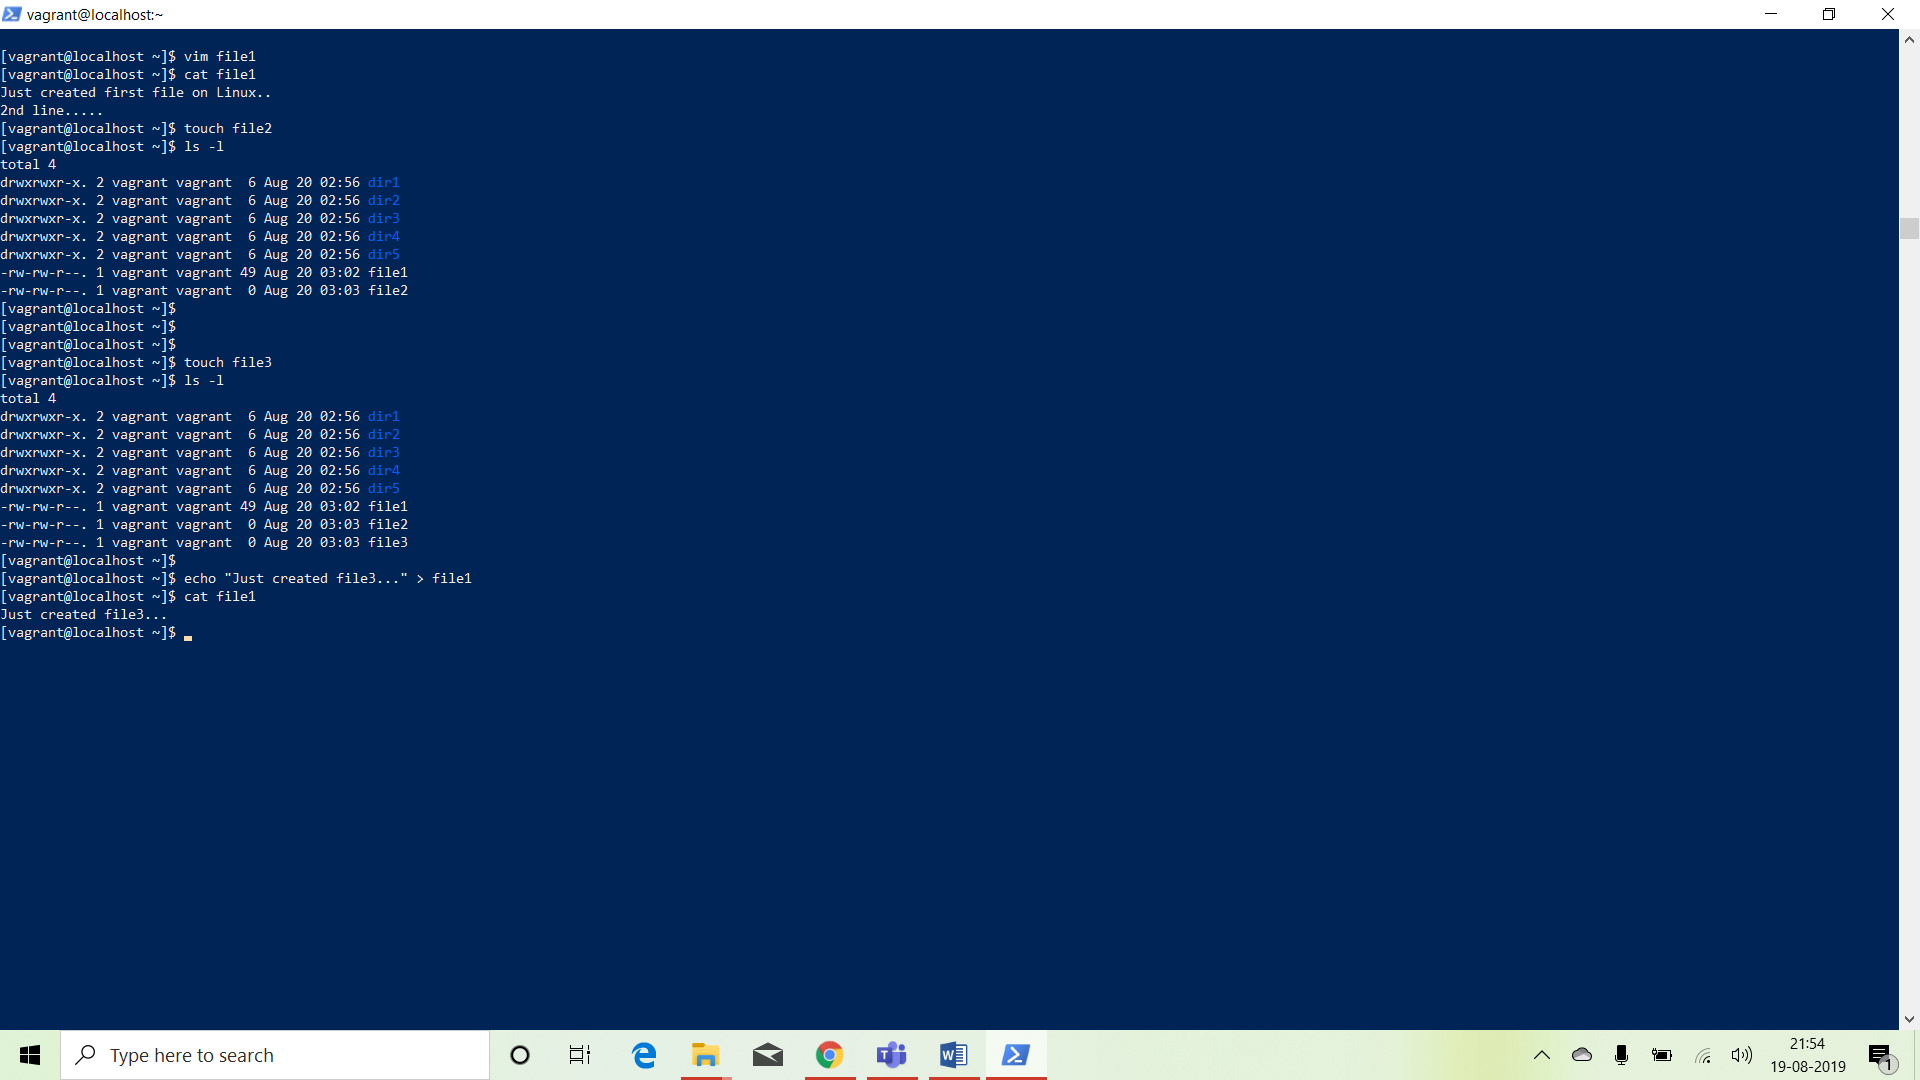 vagrant@localhost:~
[vagrant@localhost ~]$ vim file1
[vagrant@localhost ~]$ cat file1
Just created first file on Linux..
2nd line.....
[vagrant@localhost ~]$ touch file2
[vagrant@localhost ~]$ ls -l
total 4
drwxrwxr-x. 2 vagrant vagrant  6 Aug 20 02:56 dir1
drwxrwxr-x. 2 vagrant vagrant  6 Aug 20 02:56 dir2
drwxrwxr-x. 2 vagrant vagrant  6 Aug 20 02:56 dir3
drwxrwxr-x. 2 vagrant vagrant  6 Aug 20 02:56 dir4
drwxrwxr-x. 2 vagrant vagrant  6 Aug 20 02:56 dir5
-rw-rw-r--. 1 vagrant vagrant 49 Aug 20 03:02 file1
-rw-rw-r--. 1 vagrant vagrant  0 Aug 20 03:03 file2
[vagrant@localhost ~]$
[vagrant@localhost ~]$
[vagrant@localhost ~]$
[vagrant@localhost ~]$ touch file3
[vagrant@localhost ~]$ ls -l
total 4
drwxrwxr-x. 2 vagrant vagrant  6 Aug 20 02:56 dir1
drwxrwxr-x. 2 vagrant vagrant  6 Aug 20 02:56 dir2
drwxrwxr-x. 2 vagrant vagrant  6 Aug 20 02:56 dir3
drwxrwxr-x. 2 vagrant vagrant  6 Aug 20 02:56 dir4
drwxrwxr-x. 2 vagrant vagrant  6 Aug 20 02:56 dir5
-rw-rw-r--. 1 vagrant vagrant 49 Aug 20 03:02 file1
-rw-rw-r--. 1 vagrant vagrant  0 Aug 20 03:03 file2
-rw-rw-r--. 1 vagrant vagrant  0 Aug 20 03:03 file3
[vagrant@localhost ~]$
[vagrant@localhost ~]$ echo "Just created file3..." > file1
[vagrant@localhost ~]$ cat file1
Just created file3...
[vagrant@localhost ~]$
Type here to search
21:54
19-08-2019
1